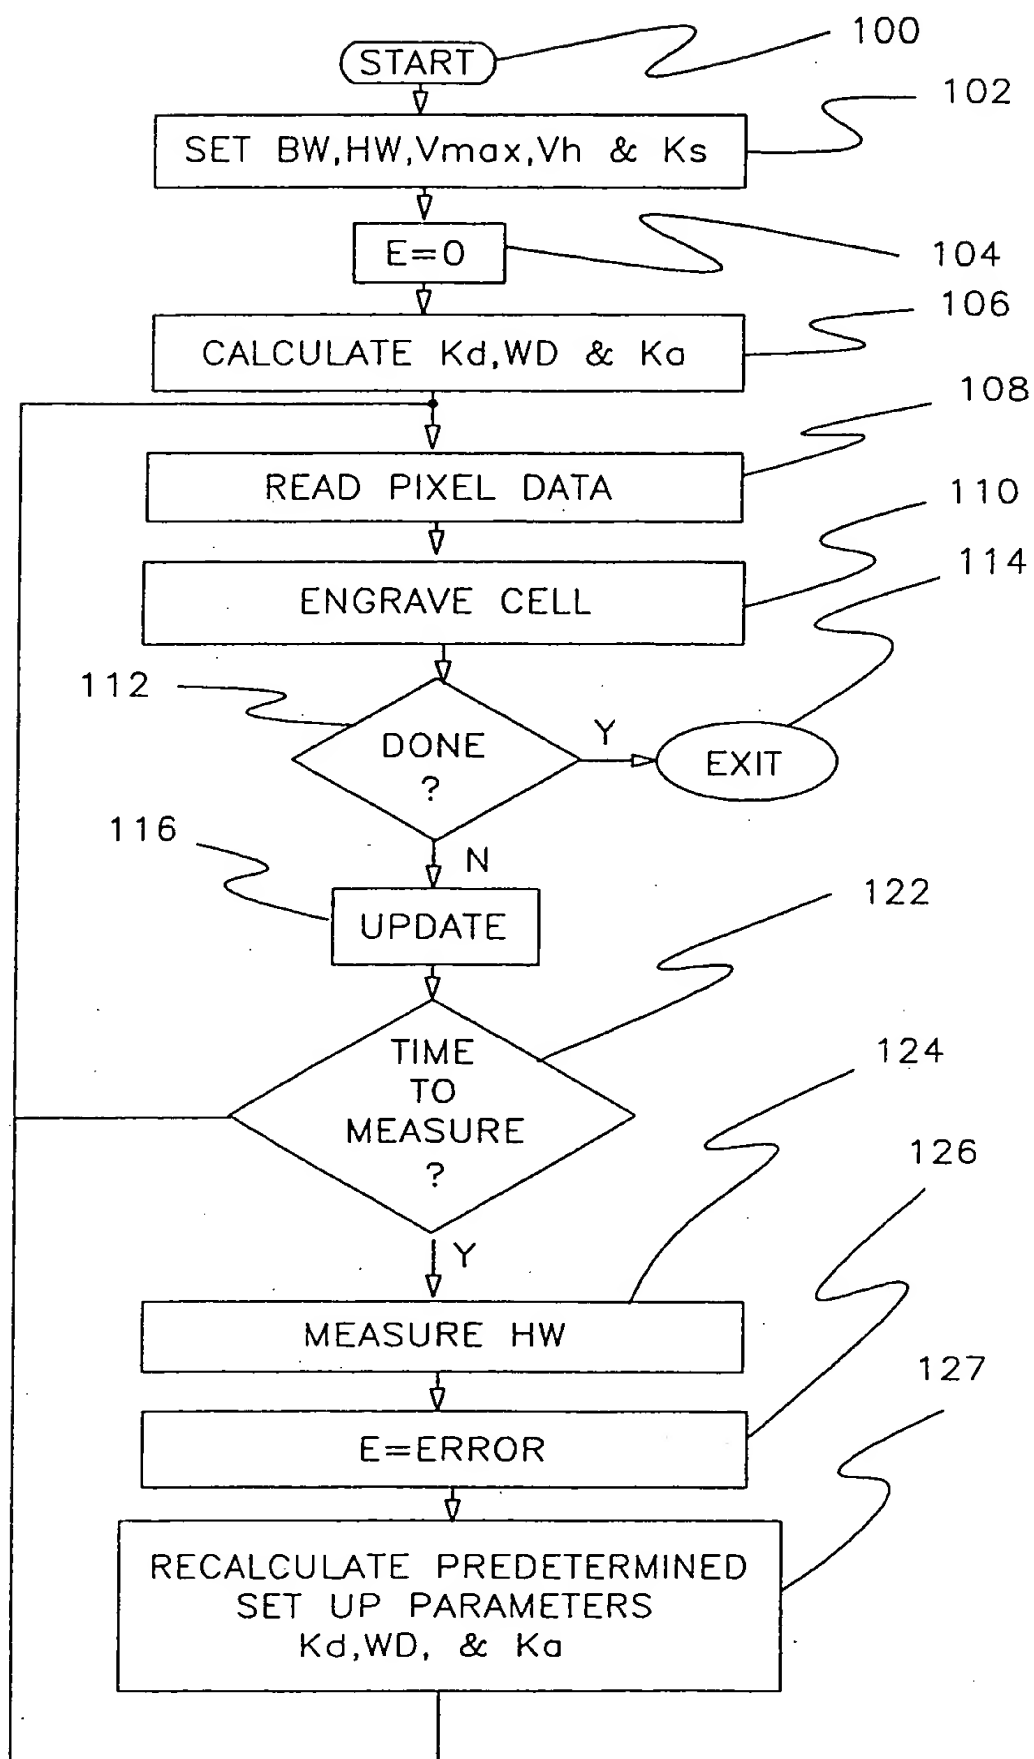 START
100
SET BW,HW,Vmax,Vh & Ks
102
E=0
104
CALCULATE Kd,WD & Ka
106
READ PIXEL DATA
108
ENGRAVE CELL
110
114
112
DONE
?
Y
EXIT
116
N
UPDATE
122
TIME
TO
MEASURE
?
124
Y
126
MEASURE HW
127
E=ERROR
RECALCULATE PREDETERMINED
SET UP PARAMETERS
Kd,WD, & Ka